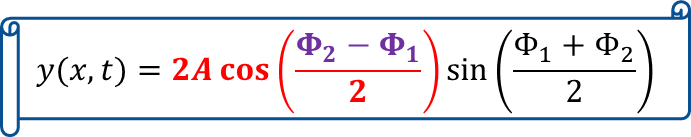 y(x, t) = 2A cos((Φ₂ − Φ₁)/2) sin((Φ₁ + Φ₂)/2)